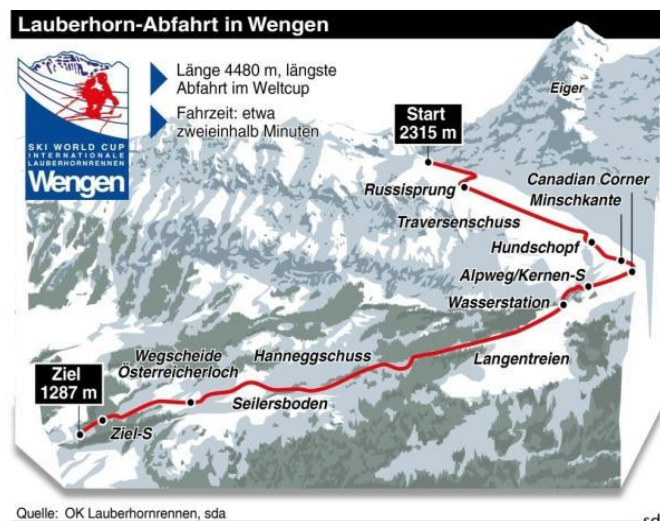 Lauberhorn-Abfahrt in Wengen
Länge 4480 m, längste
Abfahrt im Weltcup
Fahrzeit: etwa
zweieinhalb Minuten
SKI WORLD CUP
INTERNATIONALE
LAUBERHORNRENNEN
Wengen
Eiger
Start
2315 m
Russisprung
Canadian Corner
Minschkante
Traversenschuss
Hundschopf
Alpweg/Kernen-S
Wasserstation
Wegscheide
Österreicherloch
Hanneggschuss
Langentreien
Ziel
1287 m
Seilersboden
Ziel-S
Quelle: OK Lauberhornrennen, sda
sd